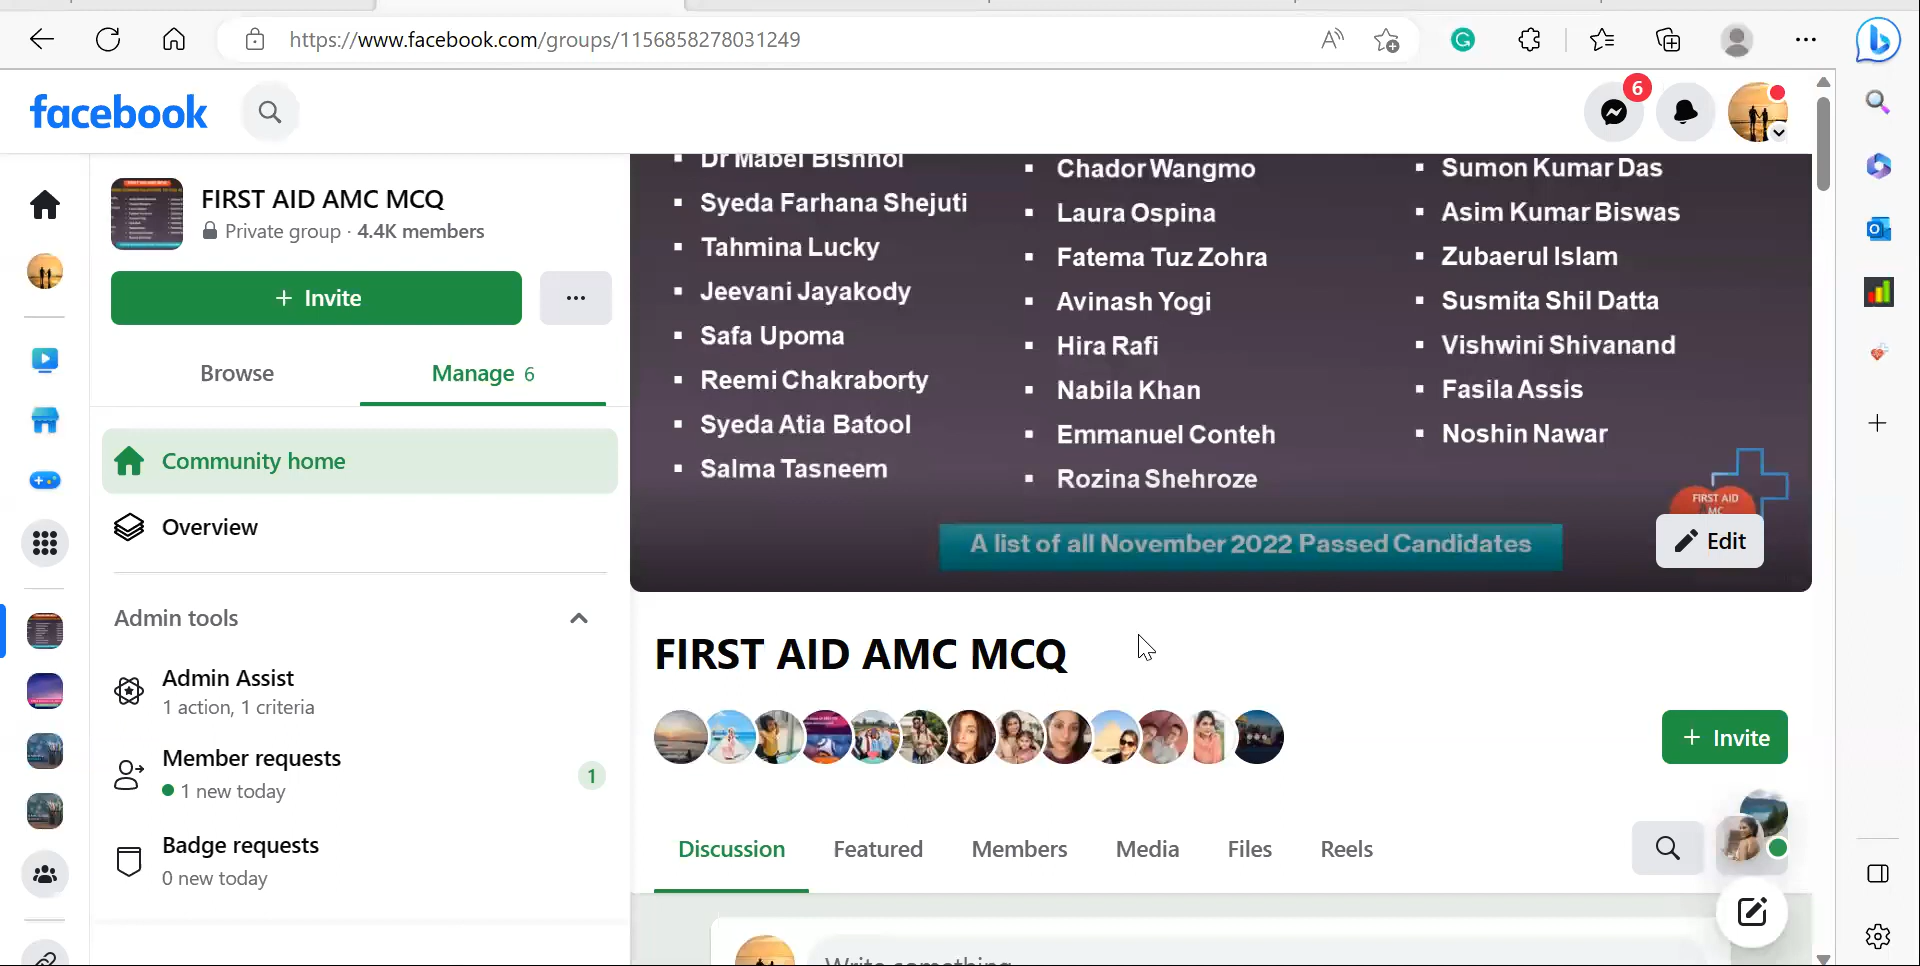 https://www.facebook.com/groups/1156858278031249
facebook
6
FIRST AID AMC MCQ
Private group · 4.4K members
+ Invite
Browse
Manage 6
Community home
Overview
Admin tools
Admin Assist
1 action, 1 criteria
Member requests
1 new today
1
Badge requests
0 new today
▪ Dr Mabel Bishnoi
▪ Syeda Farhana Shejuti
▪ Tahmina Lucky
▪ Jeevani Jayakody
▪ Safa Upoma
▪ Reemi Chakraborty
▪ Syeda Atia Batool
▪ Salma Tasneem
▪ Chador Wangmo
▪ Laura Ospina
▪ Fatema Tuz Zohra
▪ Avinash Yogi
▪ Hira Rafi
▪ Nabila Khan
▪ Emmanuel Conteh
▪ Rozina Shehroze
▪ Sumon Kumar Das
▪ Asim Kumar Biswas
▪ Zubaerul Islam
▪ Susmita Shil Datta
▪ Vishwini Shivanand
▪ Fasila Assis
▪ Noshin Nawar
FIRST AID
AMC
A list of all November 2022 Passed Candidates
Edit
FIRST AID AMC MCQ
+ Invite
Discussion
Featured
Members
Media
Files
Reels
Write something